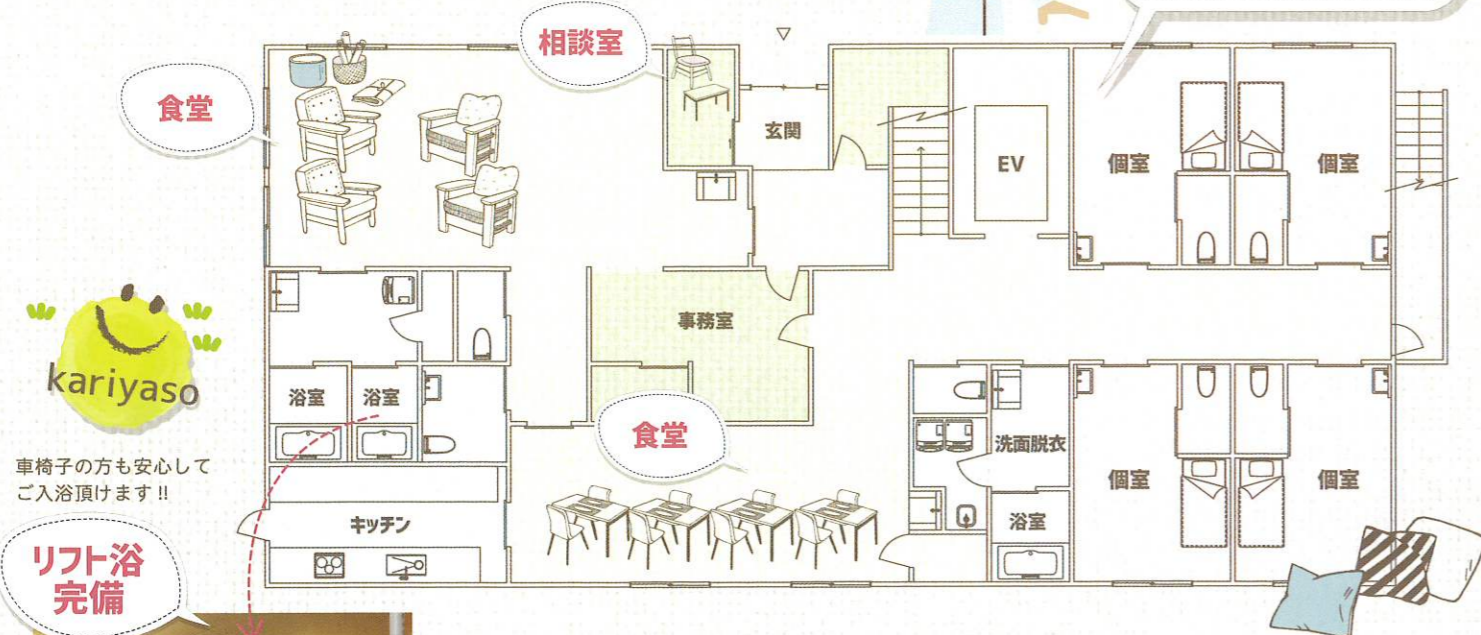 相談室
食堂
玄関
EV
個室
個室
事務室
kariyaso
浴室
浴室
食堂
洗面脱衣
車椅子の方も安心して
ご入浴頂けます!!
個室
個室
浴室
キッチン
リフト浴
完備